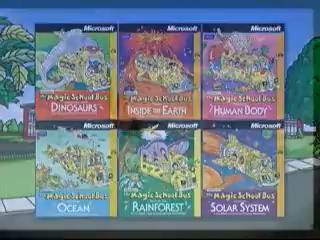 Microsoft
The Magic School Bus
DINOSAURS
Microsoft
The Magic School Bus
INSIDE THE EARTH
Microsoft
The Magic School Bus
HUMAN BODY
Microsoft
The Magic School Bus
OCEAN
Microsoft
The Magic School Bus
RAINFOREST
Microsoft
The Magic School Bus
SOLAR SYSTEM